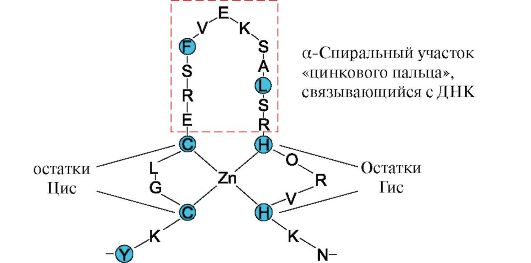 E
V K
F S
α-Спиральный участок
«цинкового пальца»,
связывающийся с ДНК
S A
R L
E S
R
C H
остатки
Цис
L O
Zn
G R
V
Остатки
Гис
C H
K K
–Y N–